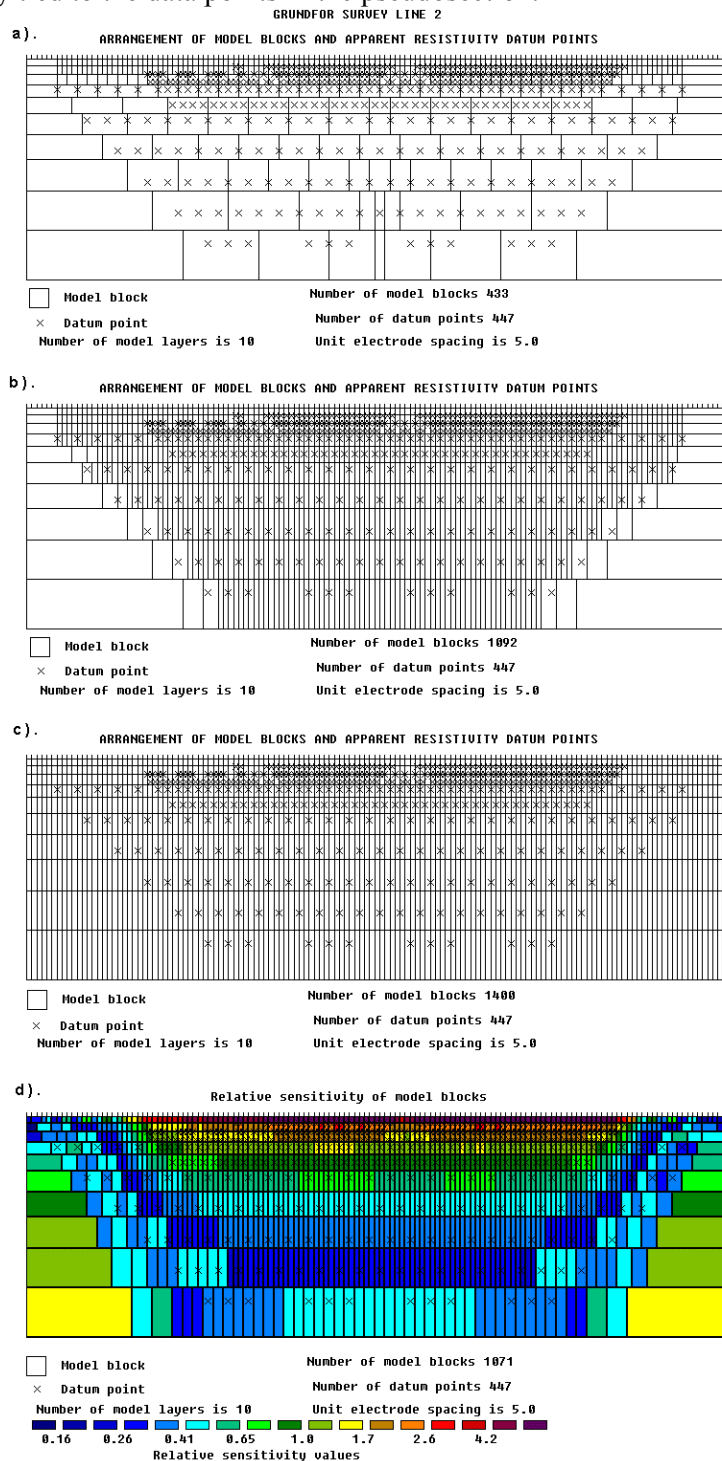 GRUNDFOR SURVEY LINE 2
a).
ARRANGEMENT OF MODEL BLOCKS AND APPARENT RESISTIVITY DATUM POINTS
Model block
Number of model blocks 433
Datum point
Number of datum points 447
Number of model layers is 10
Unit electrode spacing is 5.0
b).
ARRANGEMENT OF MODEL BLOCKS AND APPARENT RESISTIVITY DATUM POINTS
Model block
Number of model blocks 1092
Datum point
Number of datum points 447
Number of model layers is 10
Unit electrode spacing is 5.0
c).
ARRANGEMENT OF MODEL BLOCKS AND APPARENT RESISTIVITY DATUM POINTS
Model block
Number of model blocks 1400
Datum point
Number of datum points 447
Number of model layers is 10
Unit electrode spacing is 5.0
d).
Relative sensitivity of model blocks
Model block
Number of model blocks 1071
Datum point
Number of datum points 447
Number of model layers is 10
Unit electrode spacing is 5.0
0.16 0.26 0.41 0.65 1.0 1.7 2.6 4.2
Relative sensitivity values